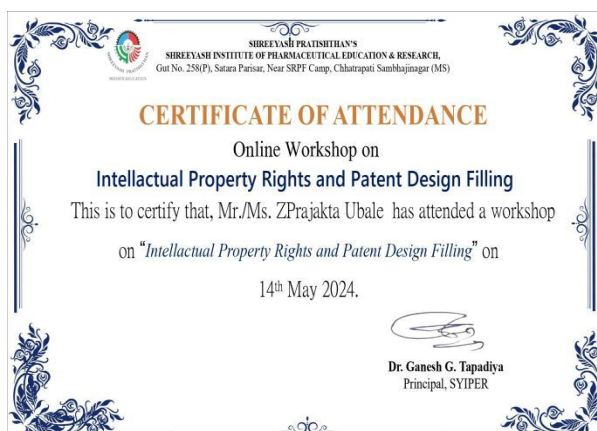 SHREEYASH PRATISHTHAN'S
SHREEYASH INSTITUTE OF PHARMACEUTICAL EDUCATION & RESEARCH,
Gut No. 258(P), Satara Parisar, Near SRPF Camp, Chhatrapati Sambhajinagar (MS)
CERTIFICATE OF ATTENDANCE
Online Workshop on
Intellactual Property Rights and Patent Design Filling
This is to certify that, Mr./Ms. ZPrajakta Ubale has attended a workshop
on "Intellactual Property Rights and Patent Design Filling" on
14th May 2024.
Dr. Ganesh G. Tapadiya
Principal, SYIPER